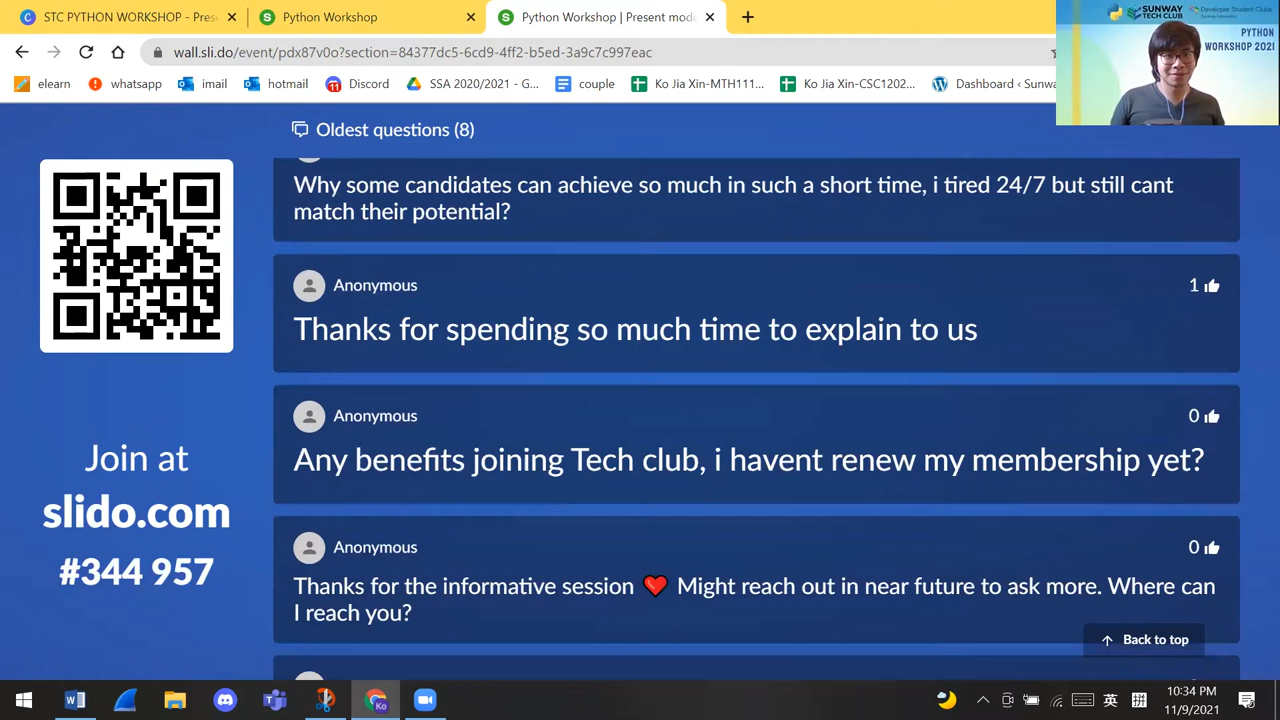 STC PYTHON WORKSHOP - Pres
Python Workshop
Python Workshop | Present mode
SUNWAY
TECH CLUB
Developer Student Clubs
Sunway University
PYTHON
WORKSHOP 2021
wall.sli.do/event/pdx87v0o?section=84377dc5-6cd9-4ff2-b5ed-3a9c7c997eac
elearn
whatsapp
imail
hotmail
11
Discord
SSA 2020/2021 - G...
couple
Ko Jia Xin-MTH111...
Ko Jia Xin-CSC1202...
Dashboard ‹ Sunwa
Oldest questions (8)
Why some candidates can achieve so much in such a short time, i tired 24/7 but still cant
match their potential?
Anonymous
1
Thanks for spending so much time to explain to us
Anonymous
0
Any benefits joining Tech club, i havent renew my membership yet?
Anonymous
0
Thanks for the informative session ❤️ Might reach out in near future to ask more. Where can
I reach you?
Back to top
Join at
slido.com
#344 957
Ko
英
拼
10:34 PM
11/9/2021